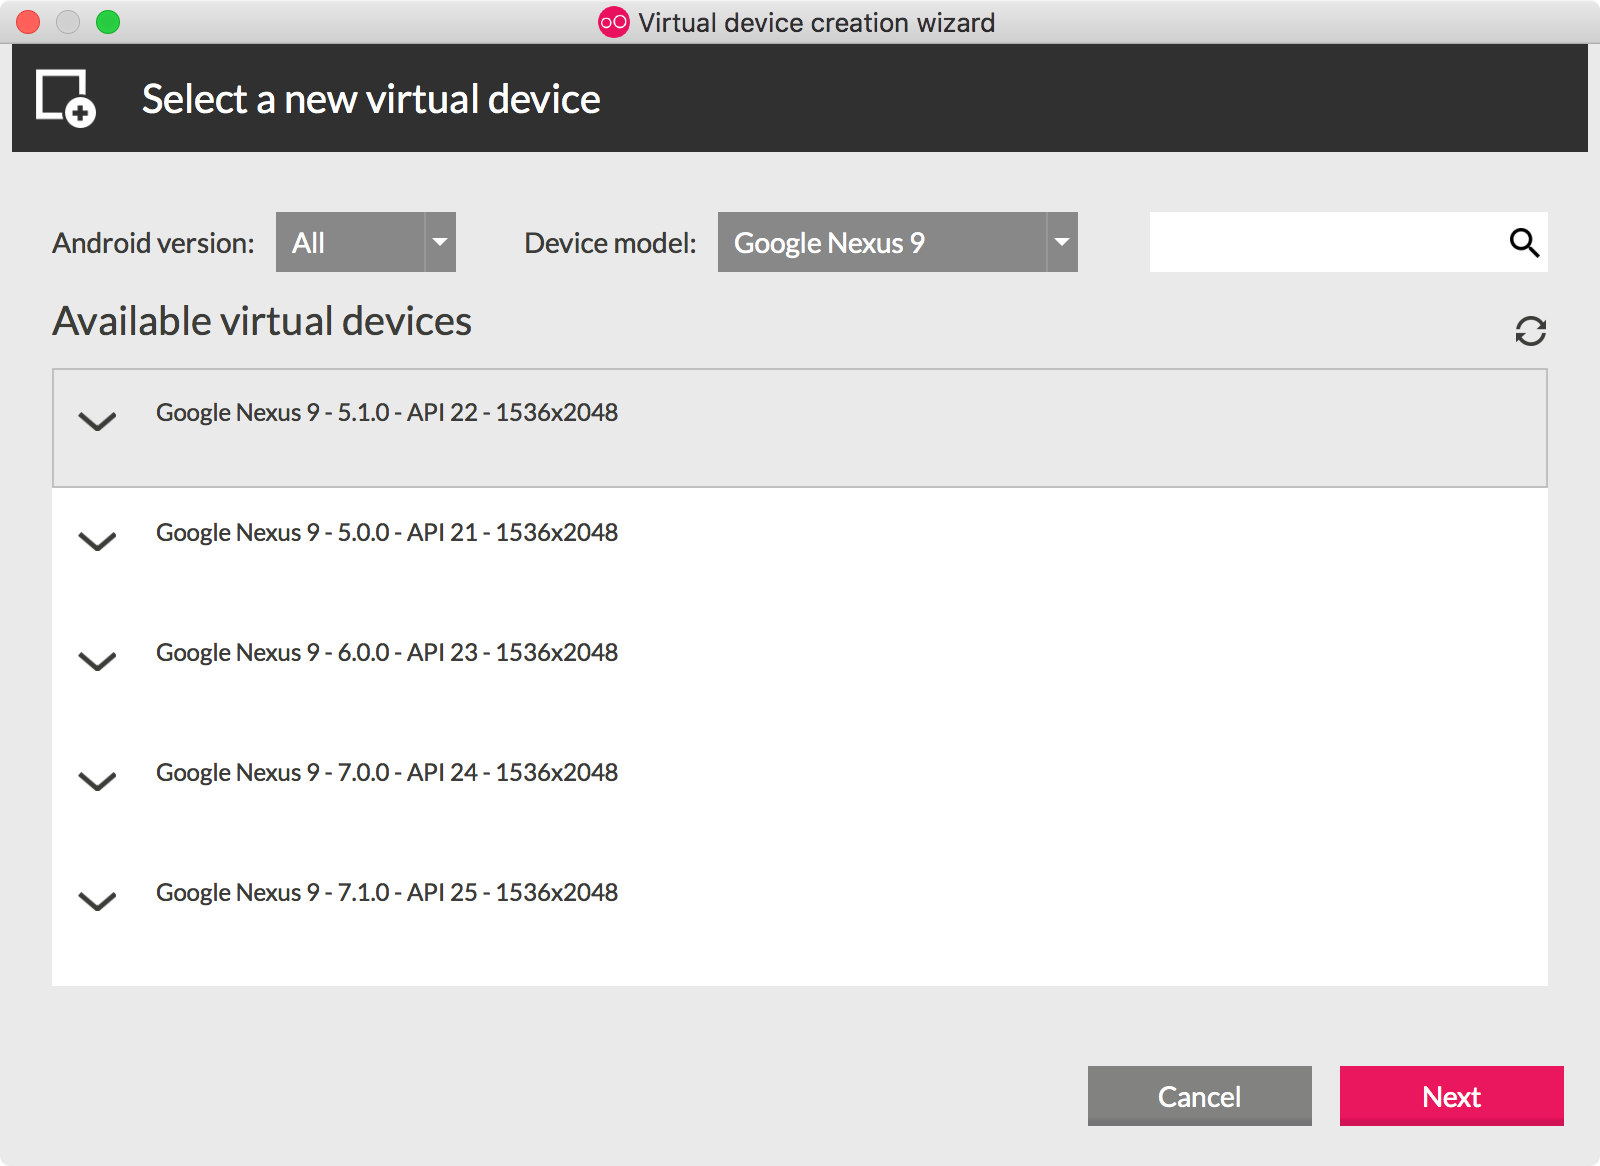 Virtual device creation wizard
Select a new virtual device
Android version: All Device model: Google Nexus 9
Available virtual devices
Google Nexus 9 - 5.1.0 - API 22 - 1536x2048
Google Nexus 9 - 5.0.0 - API 21 - 1536x2048
Google Nexus 9 - 6.0.0 - API 23 - 1536x2048
Google Nexus 9 - 7.0.0 - API 24 - 1536x2048
Google Nexus 9 - 7.1.0 - API 25 - 1536x2048
Cancel Next